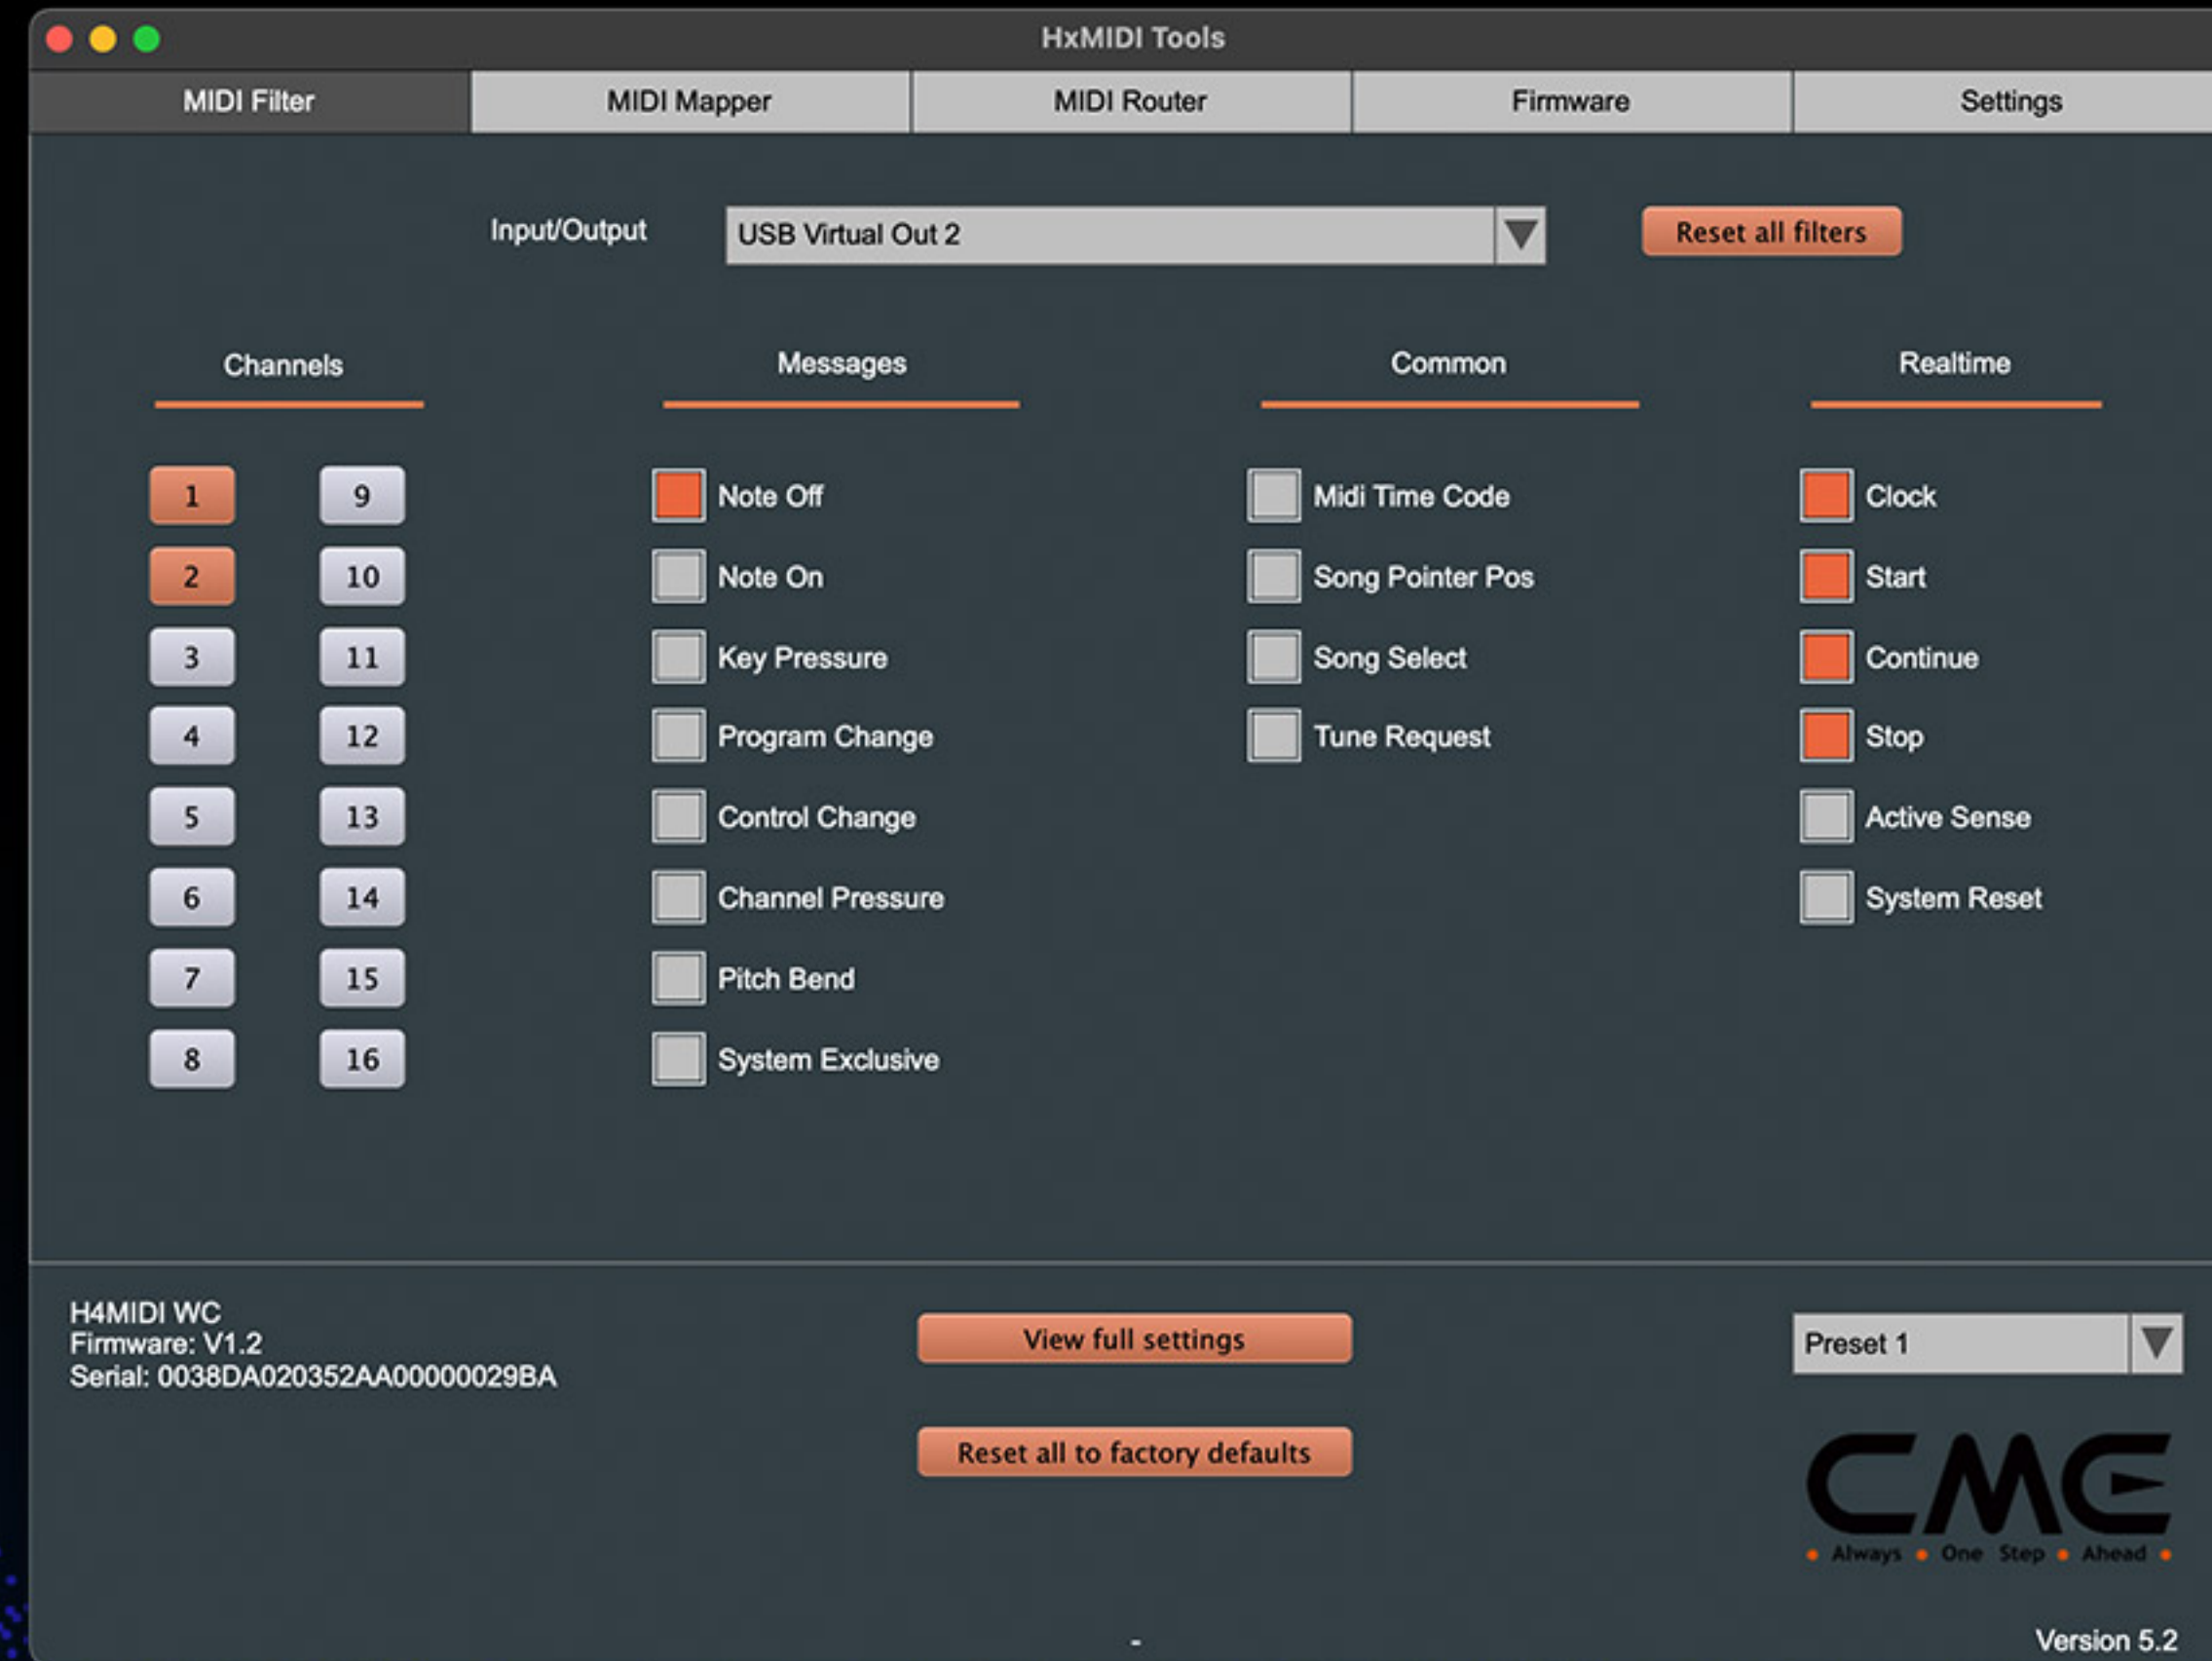 HxMIDI Tools
MIDI Filter
MIDI Mapper
MIDI Router
Firmware
Settings
Input/Output
USB Virtual Out 2
Reset all filters
Channels
Messages
Common
Realtime
1
9
Note Off
Midi Time Code
Clock
2
10
Note On
Song Pointer Pos
Start
3
11
Key Pressure
Song Select
Continue
4
12
Program Change
Tune Request
Stop
5
13
Control Change
Active Sense
6
14
Channel Pressure
System Reset
7
15
Pitch Bend
8
16
System Exclusive
H4MIDI WC
Firmware: V1.2
Serial: 0038DA020352AA00000029BA
View full settings
Preset 1
Reset all to factory defaults
CME
• Always • One Step • Ahead •
-
Version 5.2